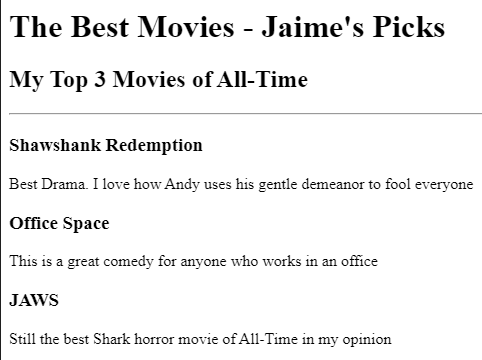 The Best Movies - Jaime's Picks
My Top 3 Movies of All-Time
Shawshank Redemption
Best Drama. I love how Andy uses his gentle demeanor to fool everyone
Office Space
This is a great comedy for anyone who works in an office
JAWS
Still the best Shark horror movie of All-Time in my opinion